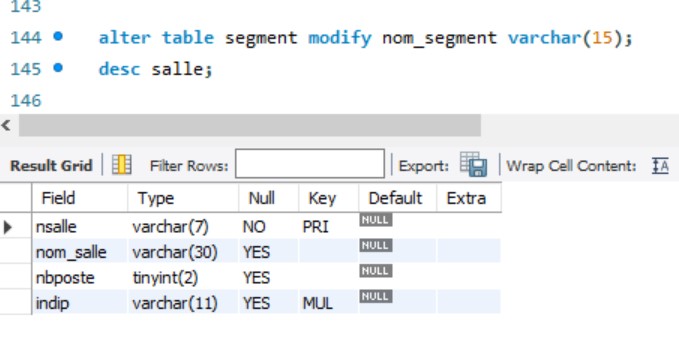 143
144 alter table segment modify nom_segment varchar(15);
145 desc salle;
146
Result Grid Filter Rows: Export: Wrap Cell Content:
Field Type Null Key Default Extra
nsalle varchar(7) NO PRI NULL
nom_salle varchar(30) YES NULL
nbposte tinyint(2) YES NULL
indip varchar(11) YES MUL NULL